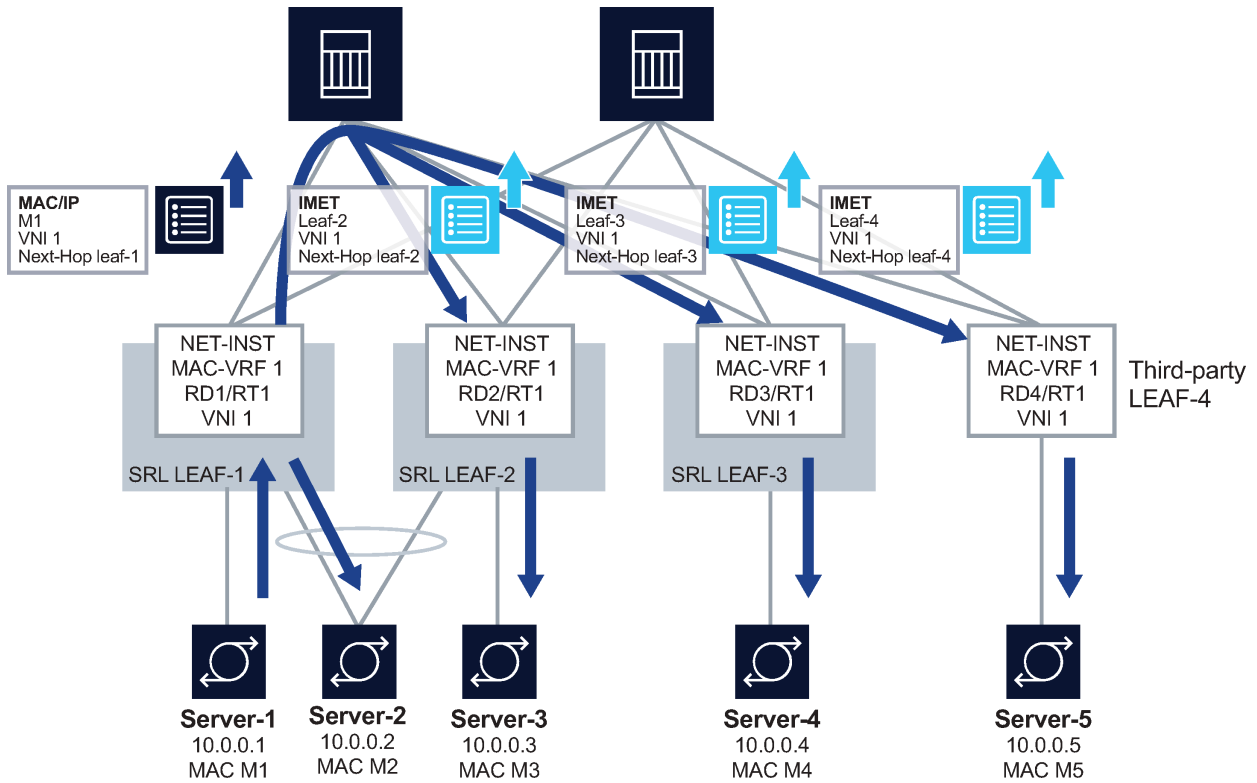 MAC/IP
M1
VNI 1
Next-Hop leaf-1
IMET
Leaf-2
VNI 1
Next-Hop leaf-2
IMET
Leaf-3
VNI 1
Next-Hop leaf-3
IMET
Leaf-4
VNI 1
Next-Hop leaf-4
NET-INST
MAC-VRF 1
RD1/RT1
VNI 1
SRL LEAF-1
NET-INST
MAC-VRF 1
RD2/RT1
VNI 1
SRL LEAF-2
NET-INST
MAC-VRF 1
RD3/RT1
VNI 1
SRL LEAF-3
NET-INST
MAC-VRF 1
RD4/RT1
VNI 1
Third-party
LEAF-4
Server-1
10.0.0.1
MAC M1
Server-2
10.0.0.2
MAC M2
Server-3
10.0.0.3
MAC M3
Server-4
10.0.0.4
MAC M4
Server-5
10.0.0.5
MAC M5